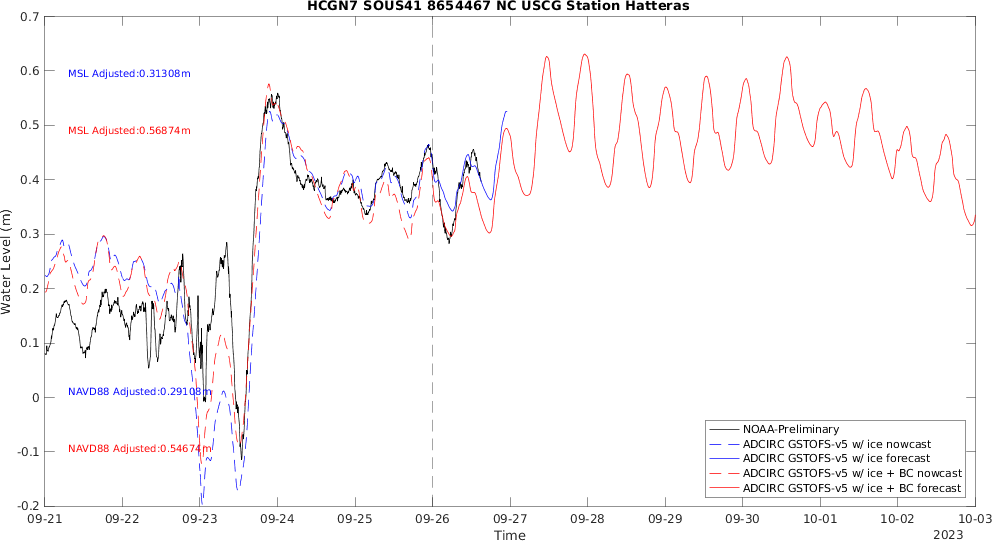 HCGN7 SOUS41 8654467 NC USCG Station Hatteras
0.7
0.6
0.5
0.4
0.3
0.2
0.1
0
-0.1
-0.2
Water Level (m)
MSL Adjusted:0.31308m
MSL Adjusted:0.56874m
NAVD88 Adjusted:0.29108m
NAVD88 Adjusted:0.54674m
NOAA-Preliminary
ADCIRC GSTOFS-v5 w/ ice nowcast
ADCIRC GSTOFS-v5 w/ ice forecast
ADCIRC GSTOFS-v5 w/ ice + BC nowcast
ADCIRC GSTOFS-v5 w/ ice + BC forecast
09-21 09-22 09-23 09-24 09-25 09-26 09-27 09-28 09-29 09-30 10-01 10-02 10-03
Time
2023